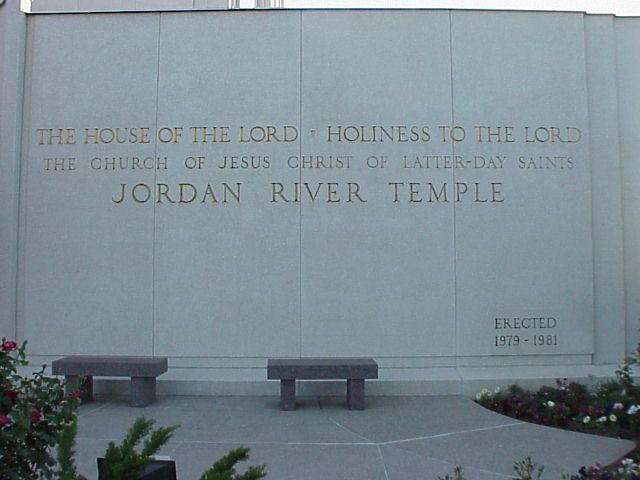 THE HOUSE OF THE LORD · HOLINESS TO THE LORD
THE CHURCH OF JESUS CHRIST OF LATTER-DAY SAINTS
JORDAN RIVER TEMPLE
ERECTED
1979 - 1981